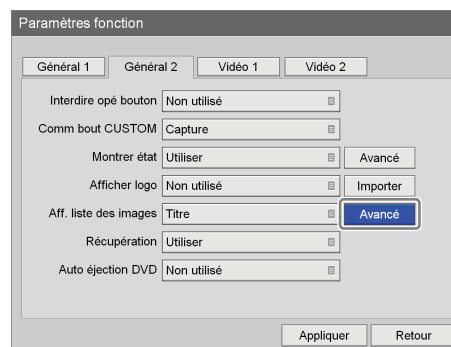 Paramètres fonction
Général 1 Général 2 Vidéo 1 Vidéo 2
Interdire opé bouton Non utilisé
Comm bout CUSTOM Capture
Montrer état Utiliser Avancé
Afficher logo Non utilisé Importer
Aff. liste des images Titre Avancé
Récupération Utiliser
Auto éjection DVD Non utilisé
Appliquer Retour